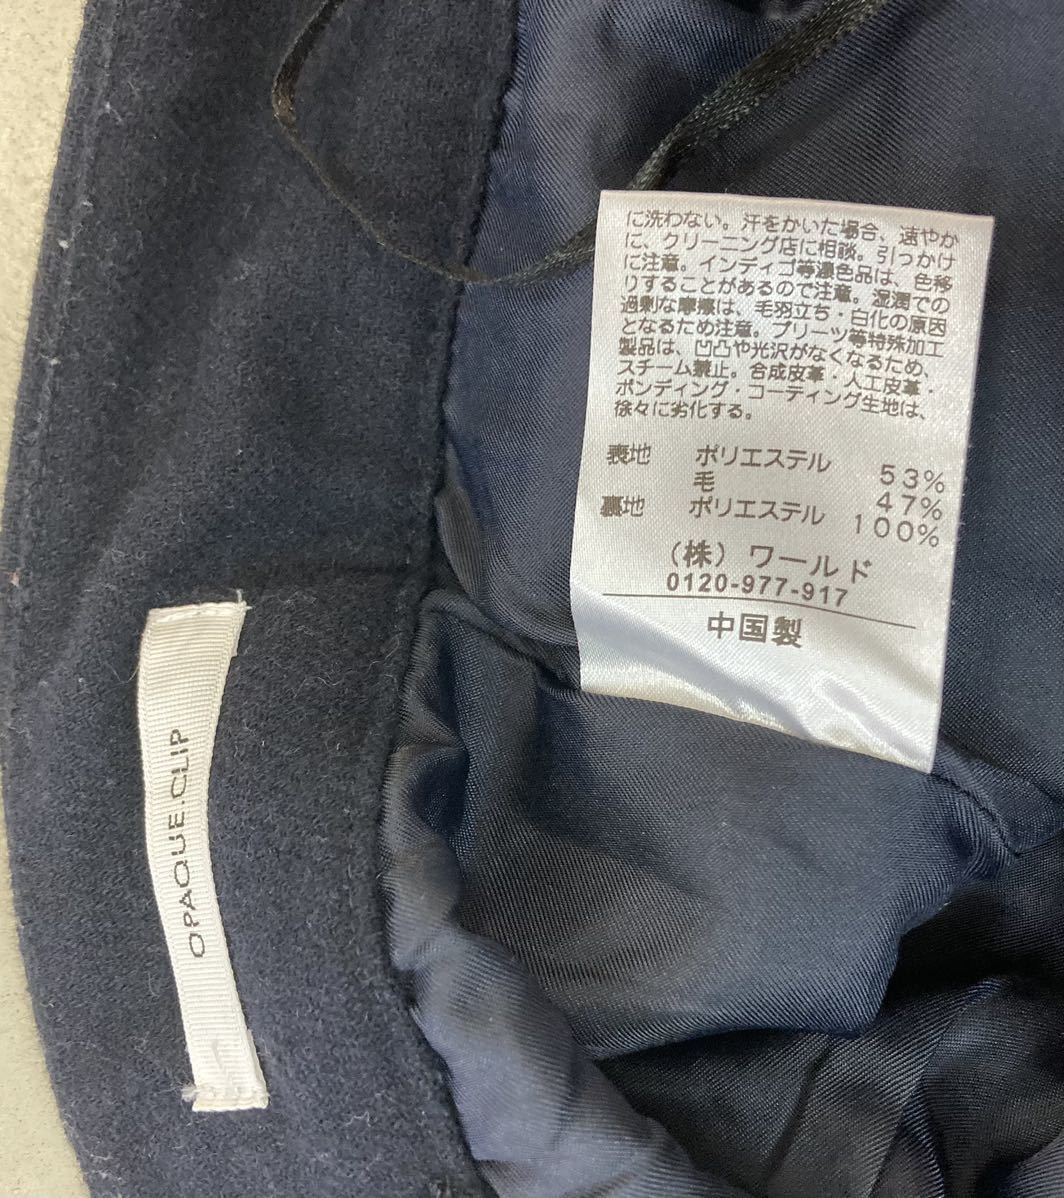 に洗わない。汗をかいた場合、速やか
に、クリーニング店に相談。引っかけ
に注意。インディゴ等濃色品は、色移
りすることがあるので注意。湿潤での
過剰な摩擦は、毛羽立ち・白化の原因
となるため注意。プリーツ等特殊加工
製品は、凹凸や光沢がなくなるため、
スチーム禁止。合成皮革・人工皮革・
ボンディング・コーティング生地は、
徐々に劣化する。
表地 ポリエステル 53%
毛 47%
裏地 ポリエステル 100%
(株) ワールド
0120-977-917
中国製
OPAQUE.CLIP